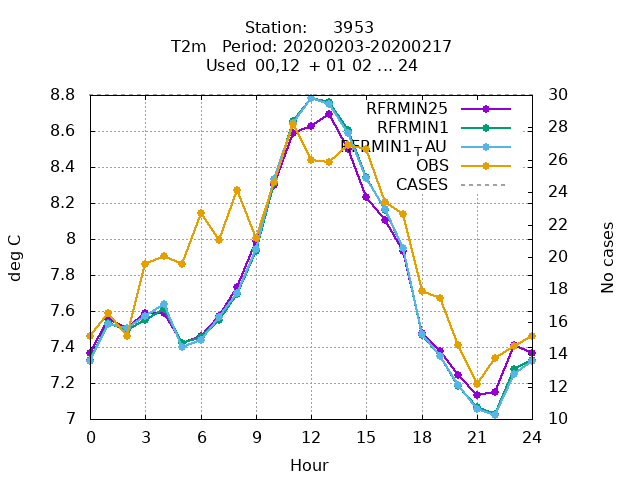 Station: 3953
T2m Period: 20200203-20200217
Used 00,12 + 01 02 ... 24
8.8
8.6
8.4
8.2
8
7.8
7.6
7.4
7.2
7
30
28
26
24
22
20
18
16
14
12
10
RFRMIN25
RFRMIN1
RFRMIN1TAU
OBS
CASES
deg C
No cases
0 3 6 9 12 15 18 21 24
Hour